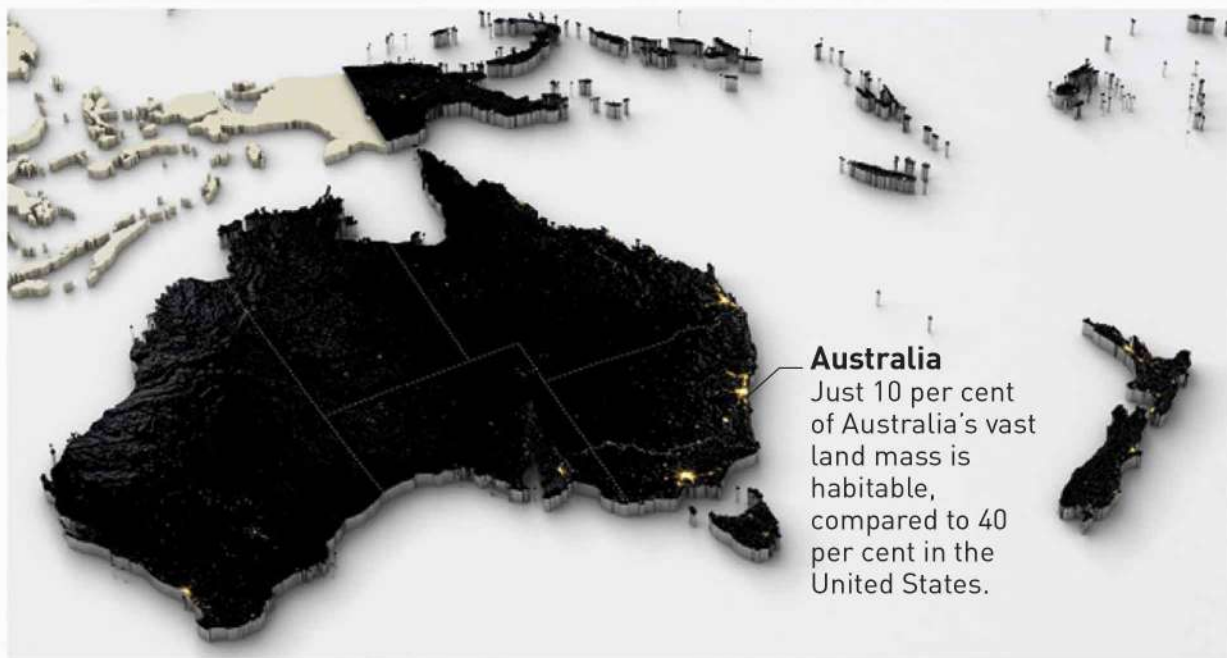 Australia
Just 10 per cent
of Australia's vast
land mass is
habitable,
compared to 40
per cent in the
United States.